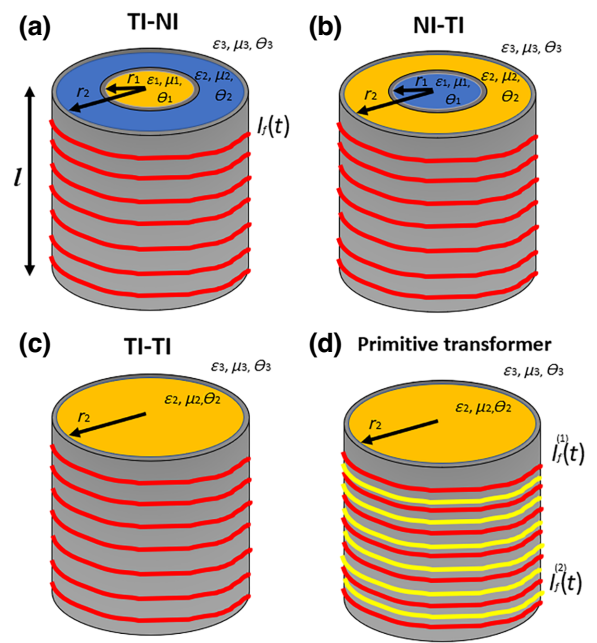 (a)
TI-NI
ε3, μ3, Θ3
r1
ε1, μ1,
Θ1
ε2, μ2,
Θ2
r2
If(t)
l
(b)
NI-TI
ε3, μ3, Θ3
r1
ε1, μ1,
Θ1
ε2, μ2,
Θ2
r2
(c)
TI-TI
ε3, μ3, Θ3
ε2, μ2,Θ2
r2
(d)
Primitive transformer
ε3, μ3, Θ3
ε2, μ2,Θ2
r2
If(1)(t)
If(2)(t)